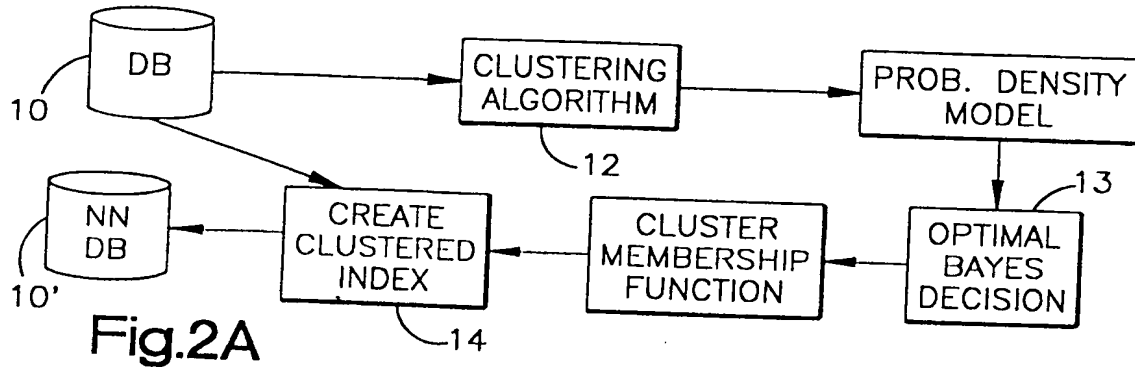 DB
10
CLUSTERING
ALGORITHM
12
PROB. DENSITY
MODEL
13
OPTIMAL
BAYES
DECISION
CLUSTER
MEMBERSHIP
FUNCTION
CREATE
CLUSTERED
INDEX
14
NN
DB
10'
Fig.2A